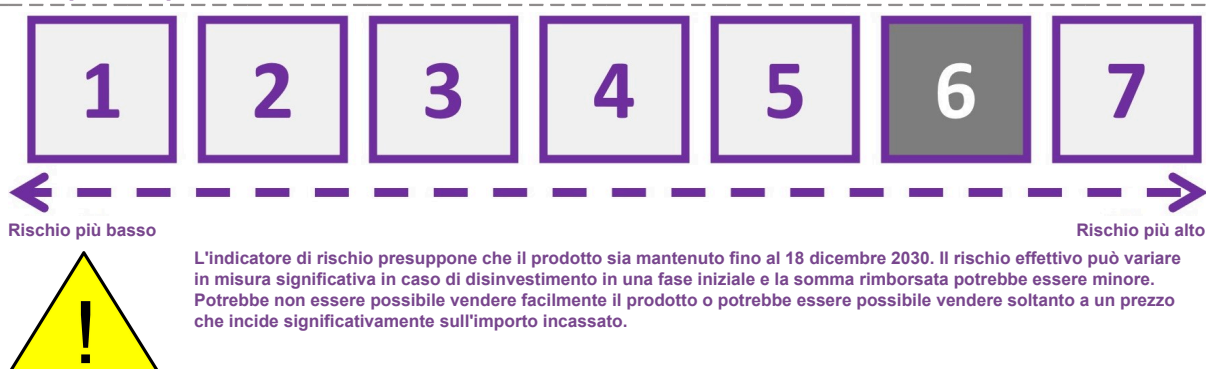 1 2 3 4 5 6 7
Rischio più basso Rischio più alto
L'indicatore di rischio presuppone che il prodotto sia mantenuto fino al 18 dicembre 2030. Il rischio effettivo può variare
in misura significativa in caso di disinvestimento in una fase iniziale e la somma rimborsata potrebbe essere minore.
Potrebbe non essere possibile vendere facilmente il prodotto o potrebbe essere possibile vendere soltanto a un prezzo
che incide significativamente sull'importo incassato.
!